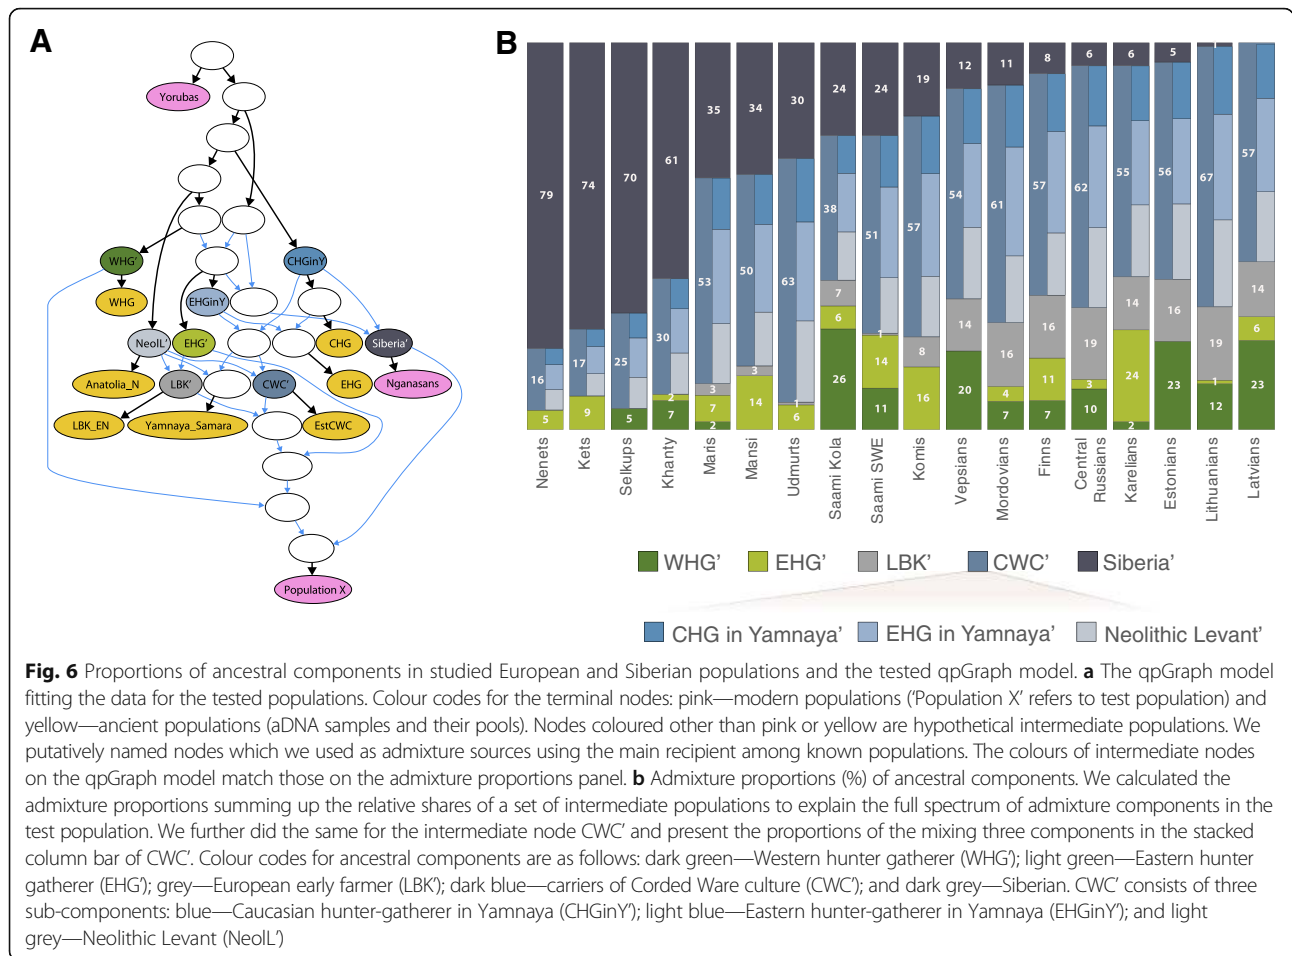 A
Yorubas
WHG'
CHGinY
WHG
EHGinY
NeolL'
EHG'
CHG
Siberia'
Anatolia_N
LBK'
CWC'
EHG
Nganasans
LBK_EN
Yamnaya_Samara
EstCWC
Population X
B
79
16
5
Nenets
74
17
9
Kets
70
25
5
Selkups
61
30
2
7
Khanty
35
53
3
7
2
Maris
34
50
3
14
Mansi
30
63
1
6
Udmurts
24
38
7
6
26
Saami Kola
24
51
1
14
11
Saami SWE
19
57
8
16
Komis
12
54
14
20
Vepsians
11
61
16
4
7
Mordovians
8
57
16
11
7
Finns
6
62
19
3
10
Central
Russians
6
55
14
24
2
Karelians
5
56
16
23
Estonians
1
67
19
1
12
Lithuanians
57
14
6
23
Latvians
WHG' EHG' LBK' CWC' Siberia'
CHG in Yamnaya' EHG in Yamnaya' Neolithic Levant'
Fig. 6 Proportions of ancestral components in studied European and Siberian populations and the tested qpGraph model. a The qpGraph model
fitting the data for the tested populations. Colour codes for the terminal nodes: pink—modern populations ('Population X' refers to test population) and
yellow—ancient populations (aDNA samples and their pools). Nodes coloured other than pink or yellow are hypothetical intermediate populations. We
putatively named nodes which we used as admixture sources using the main recipient among known populations. The colours of intermediate nodes
on the qpGraph model match those on the admixture proportions panel. b Admixture proportions (%) of ancestral components. We calculated the
admixture proportions summing up the relative shares of a set of intermediate populations to explain the full spectrum of admixture components in the
test population. We further did the same for the intermediate node CWC' and present the proportions of the mixing three components in the stacked
column bar of CWC'. Colour codes for ancestral components are as follows: dark green—Western hunter gatherer (WHG'); light green—Eastern hunter
gatherer (EHG'); grey—European early farmer (LBK'); dark blue—carriers of Corded Ware culture (CWC'); and dark grey—Siberian. CWC' consists of three
sub-components: blue—Caucasian hunter-gatherer in Yamnaya (CHGinY'); light blue—Eastern hunter-gatherer in Yamnaya (EHGinY'); and light
grey—Neolithic Levant (NeolL')